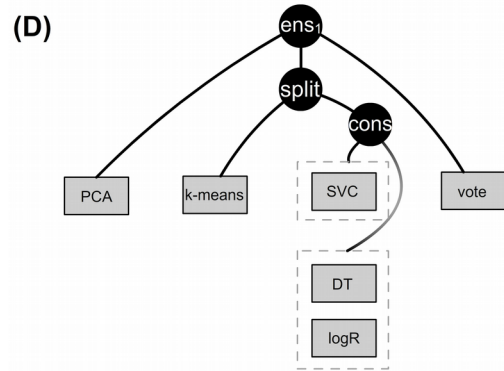 (D)
ens₁
split
cons
PCA
k-means
SVC
vote
DT
logR